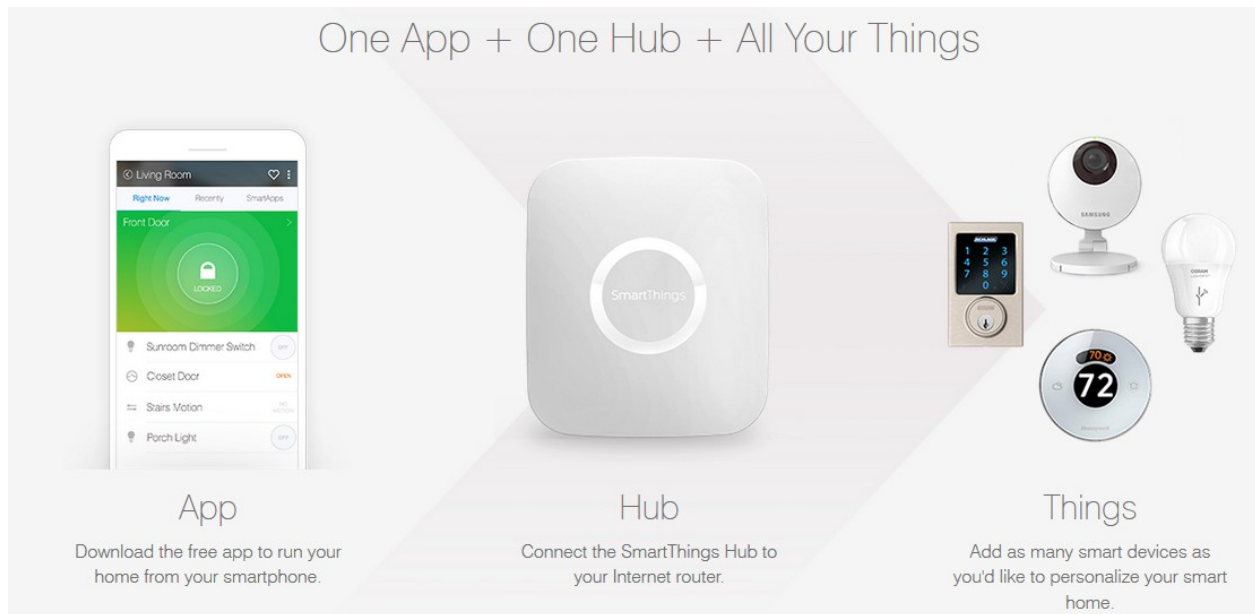 One App + One Hub + All Your Things
Living Room
Right Now Recently SmartApps
Front Door
LOCKED
Sunroom Dimmer Switch OFF
Closet Door OPEN
Stairs Motion NO MOTION
Porch Light OFF
SmartThings
SAMSUNG
SCHLAGE
1 2 3
4 5 6
7 8 9
0
OSRAM
70
72
Honeywell
App
Download the free app to run your
home from your smartphone.
Hub
Connect the SmartThings Hub to
your Internet router.
Things
Add as many smart devices as
you'd like to personalize your smart
home.